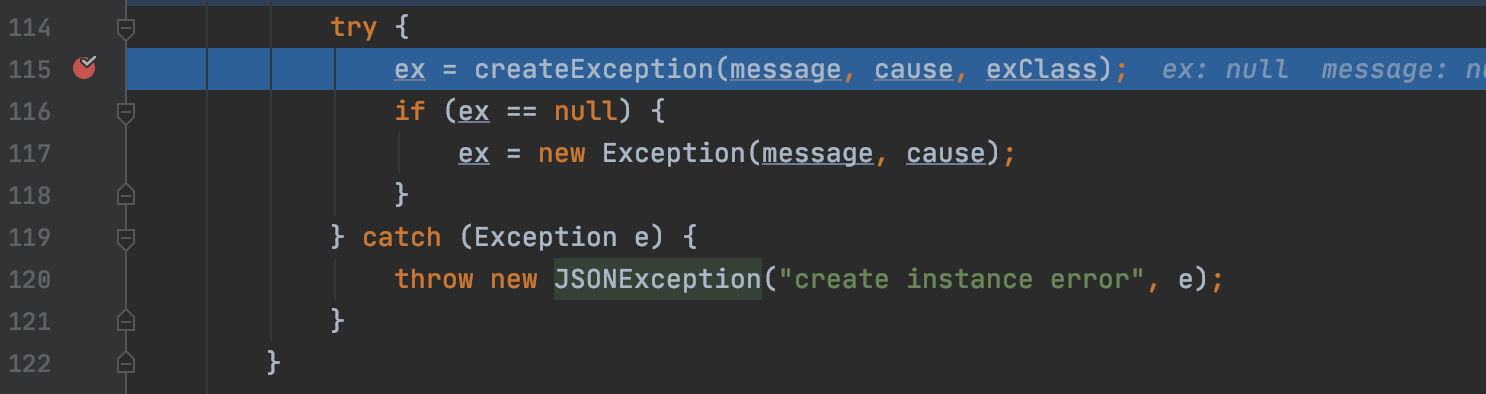 114 try {
115 ex = createException(message, cause, exClass); ex: null message: nu
116 if (ex == null) {
117 ex = new Exception(message, cause);
118 }
119 } catch (Exception e) {
120 throw new JSONException("create instance error", e);
121 }
122 }